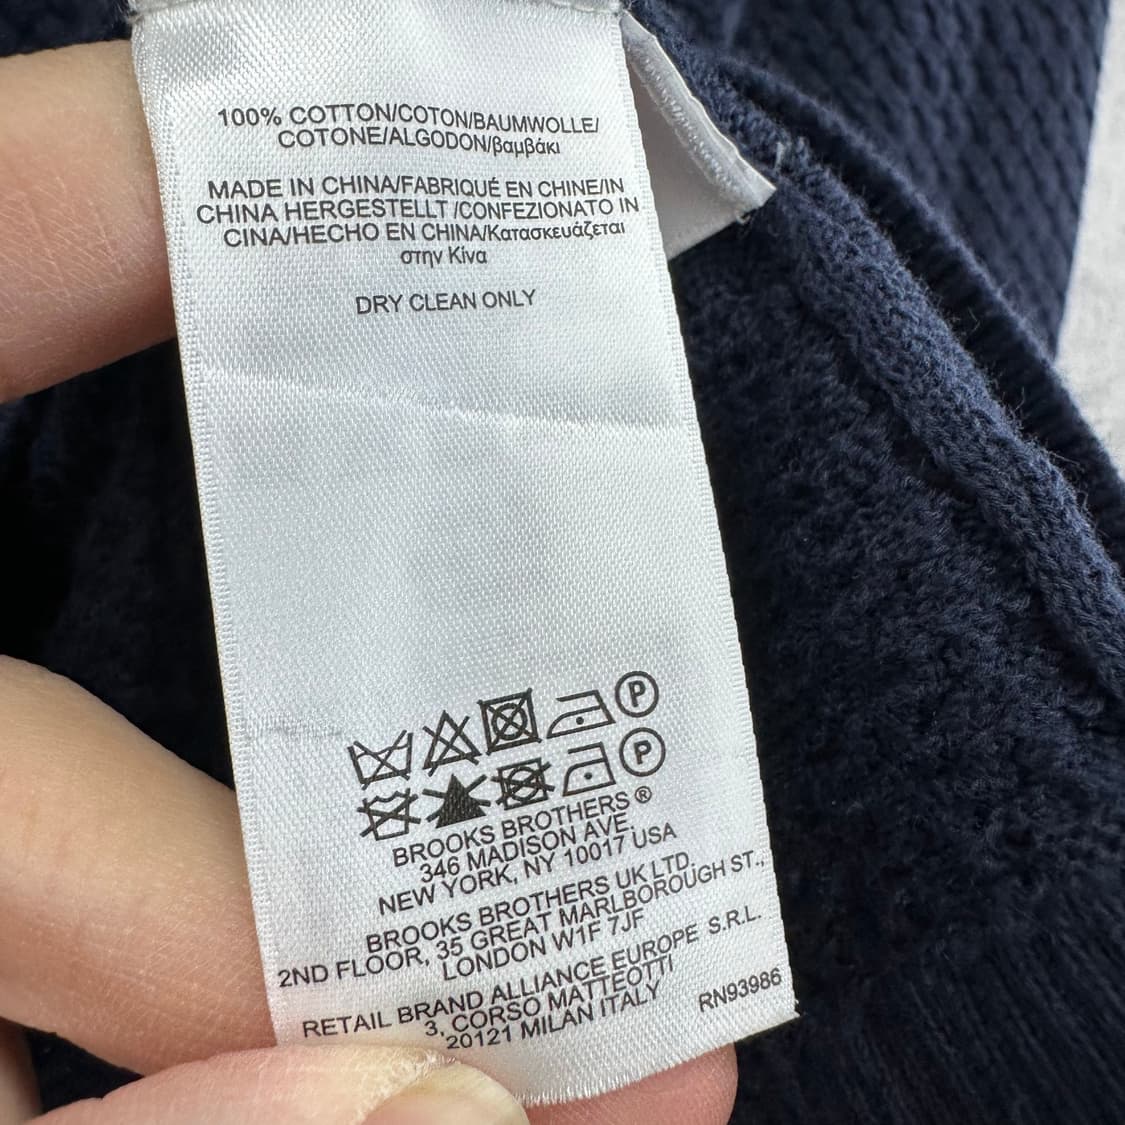 100% COTTON/COTON/BAUMWOLLE/
COTONE/ALGODON/βαμβάκι
MADE IN CHINA/FABRIQUÉ EN CHINE/IN
CHINA HERGESTELLT /CONFEZIONATO IN
CINA/HECHO EN CHINA/Κατασκευάζεται
στην Κίνα
DRY CLEAN ONLY
P
P
BROOKS BROTHERS ®
346 MADISON AVE.
NEW YORK, NY 10017 USA
BROOKS BROTHERS UK LTD.
2ND FLOOR, 35 GREAT MARLBOROUGH ST.,
LONDON W1F 7JF
RETAIL BRAND ALLIANCE EUROPE S.R.L.
3, CORSO MATTEOTTI
20121 MILAN ITALY
RN93986